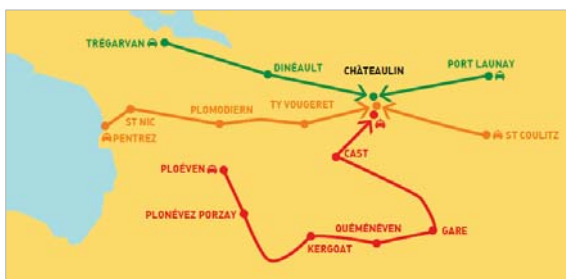 TRÉGARVAN
DINÉAULT
CHÂTEAULIN
PORT LAUNAY
ST NIC
PLOMODIERN
TY VOUGERET
PENTREZ
ST COULITZ
CAST
PLOÉVEN
PLONÉVEZ PORZAY
KERGOAT
QUÉMÉNÉVEN
GARE